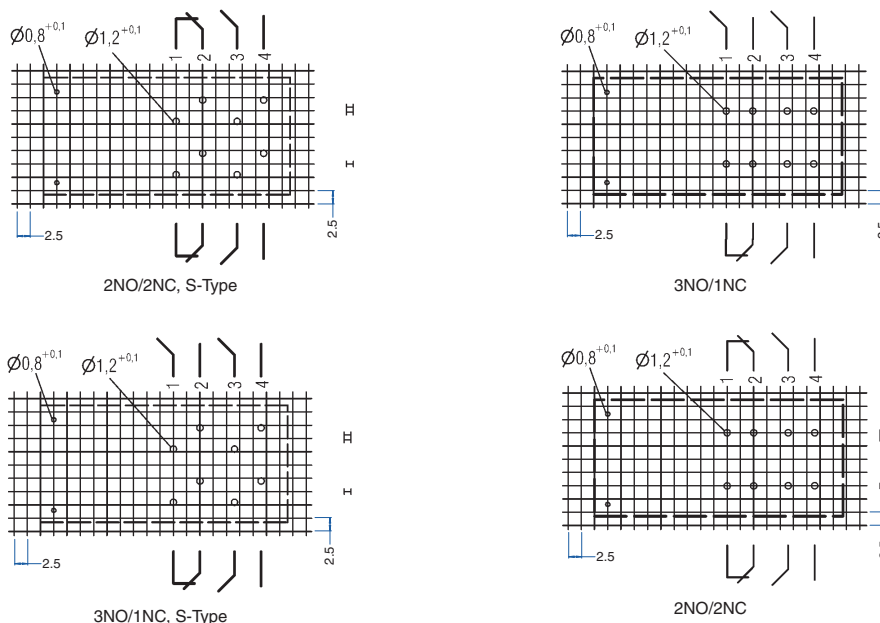 Ø0,8+0,1
Ø1,2+0,1
1 2 3 4
II
I
2.5
2.5
2NO/2NC, S-Type
Ø0,8+0,1
Ø1,2+0,1
1 2 3 4
2.5
3NO/1NC
Ø0,8+0,1
Ø1,2+0,1
1 2 3 4
II
I
2.5
2.5
3NO/1NC, S-Type
Ø0,8+0,1
Ø1,2+0,1
1 2 3 4
2.5
2NO/2NC